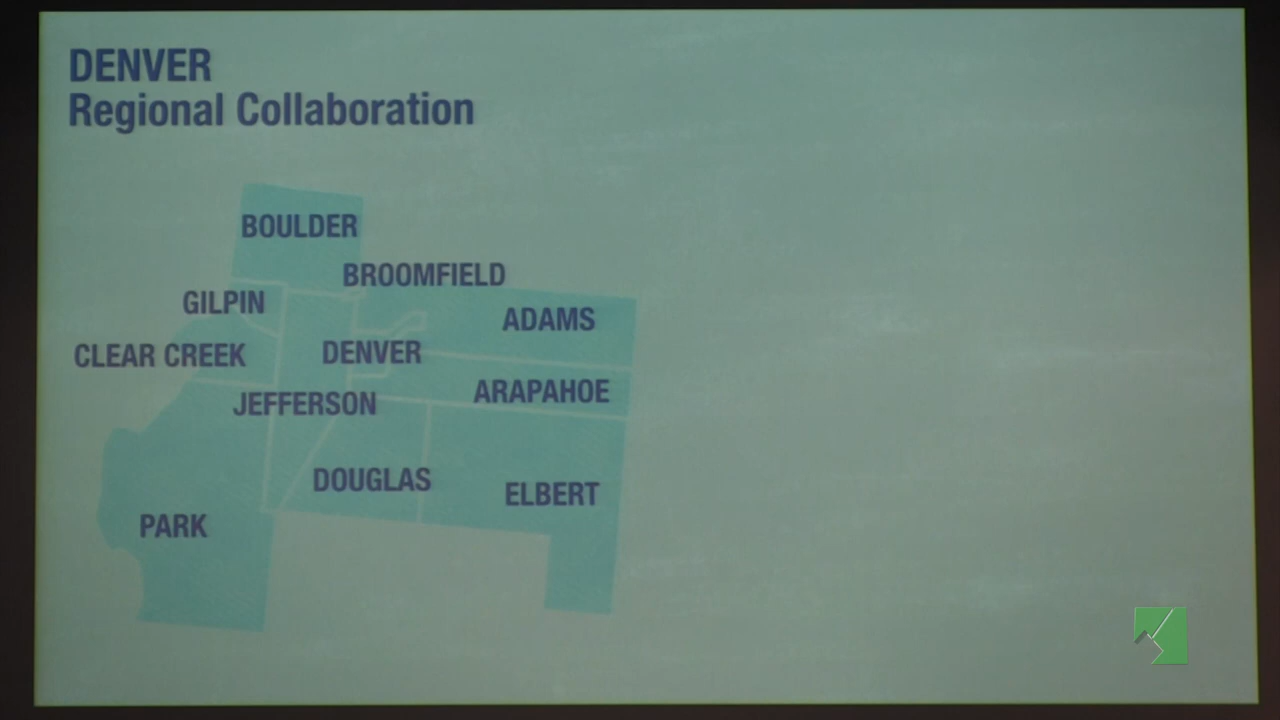 DENVER
Regional Collaboration
BOULDER
BROOMFIELD
GILPIN
ADAMS
CLEAR CREEK
DENVER
ARAPAHOE
JEFFERSON
DOUGLAS
ELBERT
PARK